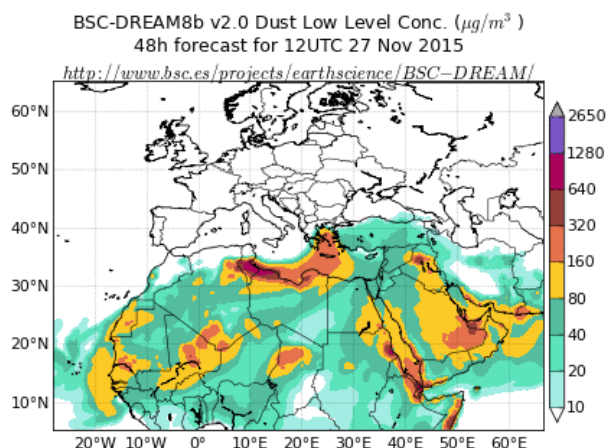 BSC-DREAM8b v2.0 Dust Low Level Conc. (μg/m³ )
48h forecast for 12UTC 27 Nov 2015
http://www.bsc.es/projects/earthscience/BSC−DREAM/
60°N
50°N
40°N
30°N
20°N
10°N
20°W 10°W 0° 10°E 20°E 30°E 40°E 50°E 60°E
2650
1280
640
320
160
80
40
20
10